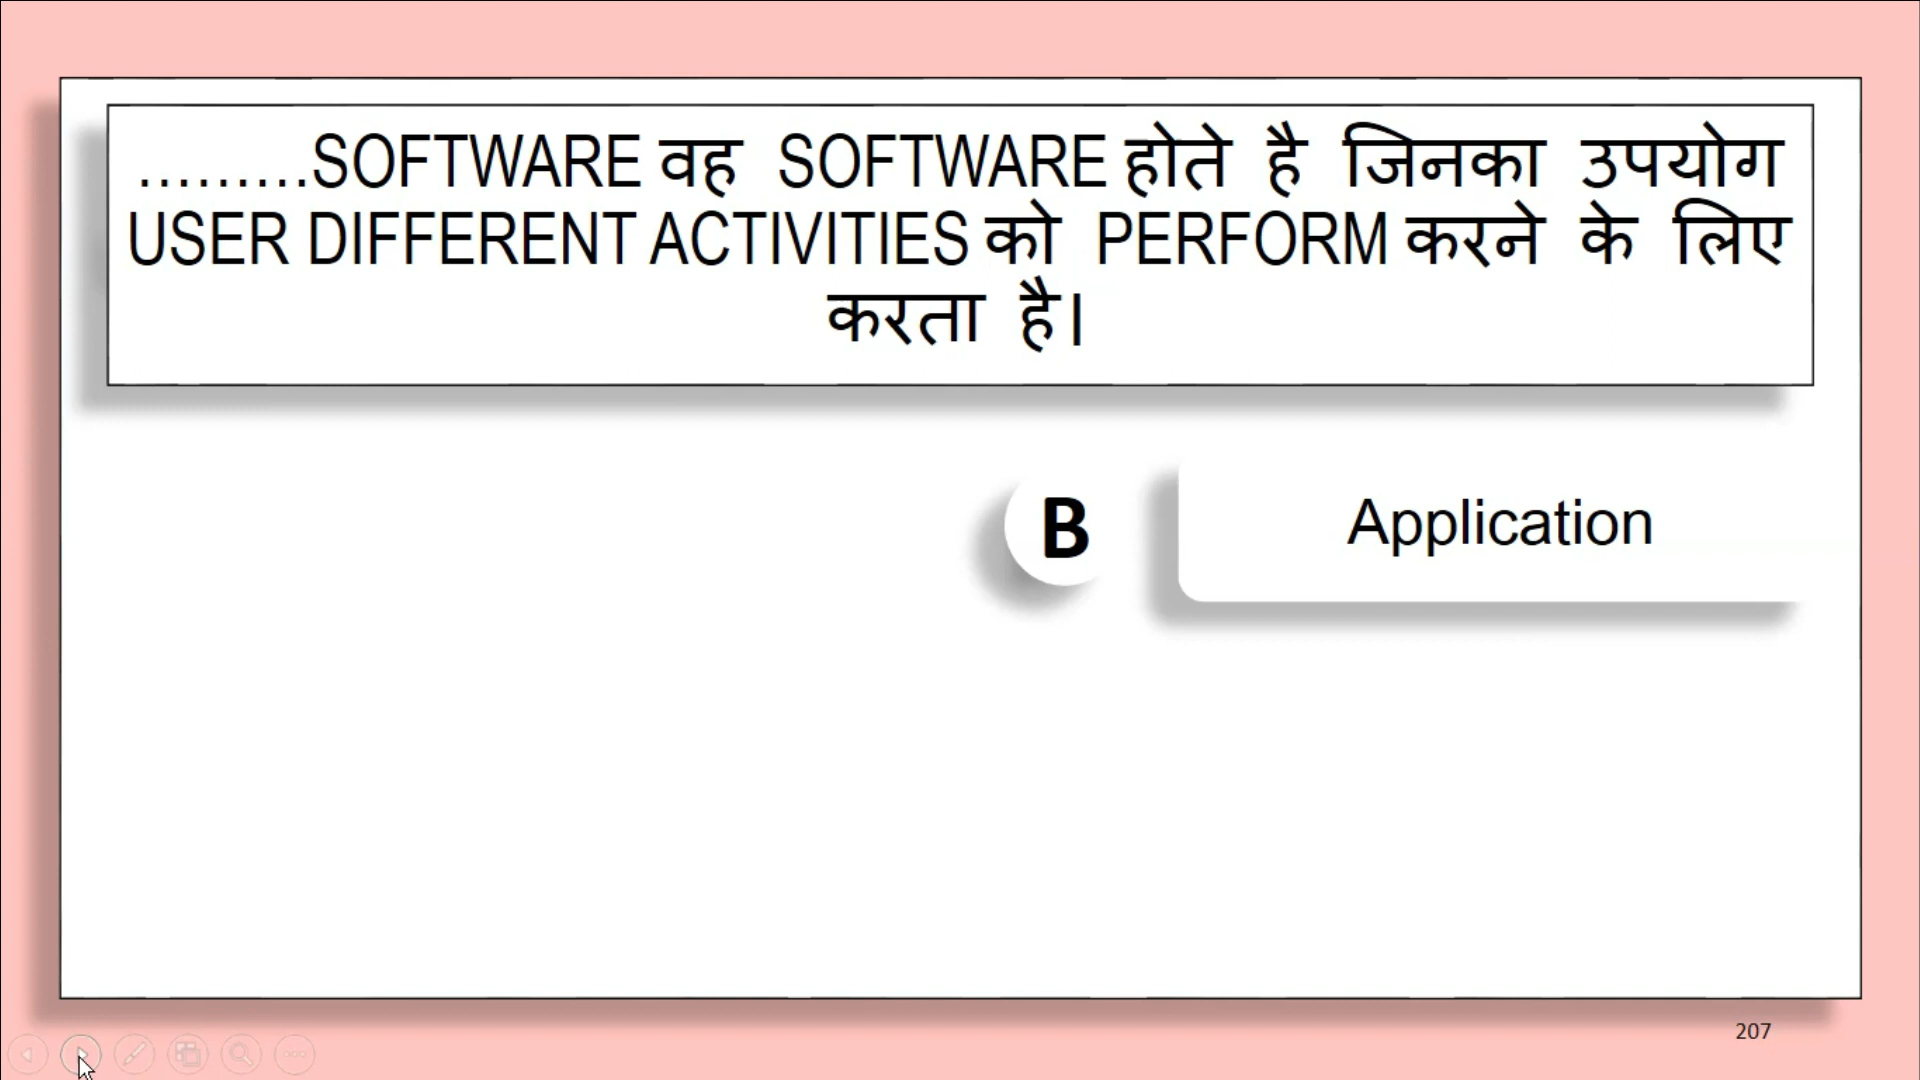 .........SOFTWARE वह SOFTWARE होते है जिनका उपयोग
USER DIFFERENT ACTIVITIES को PERFORM करने के लिए
करता है।
B Application
207